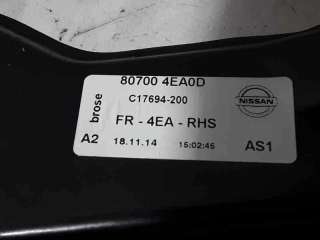 80700 4EA0D
C17694-200
brose
NISSAN
FR - 4EA - RHS
A2 18.11.14 15:02:45 AS1